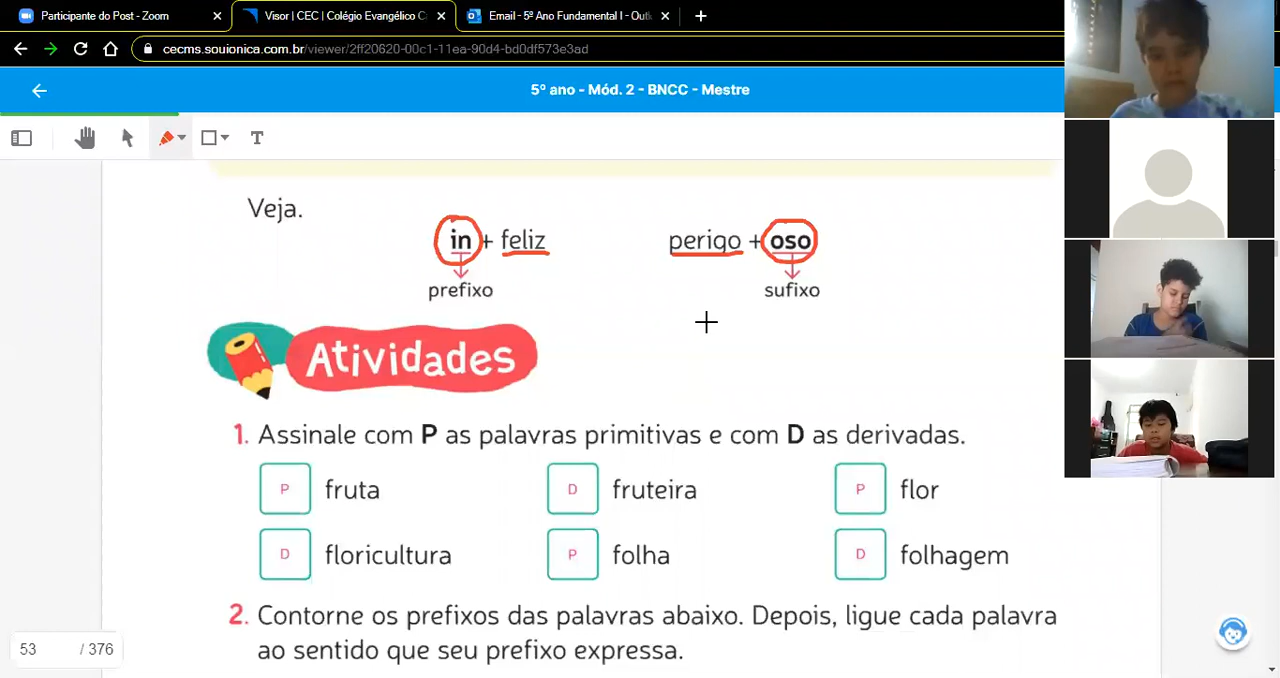 Participante do Post - Zoom
Visor | CEC | Colégio Evangélico C
Email - 5º Ano Fundamental I - Outl
cecms.souionica.com.br/viewer/2ff20620-00c1-11ea-90d4-bd0df573e3ad
5º ano - Mód. 2 - BNCC - Mestre
T
Veja.
in + feliz perigo + oso
prefixo sufixo
Atividades
1. Assinale com P as palavras primitivas e com D as derivadas.
P fruta D fruteira P flor
D floricultura P folha D folhagem
2. Contorne os prefixos das palavras abaixo. Depois, ligue cada palavra
ao sentido que seu prefixo expressa.
53 / 376